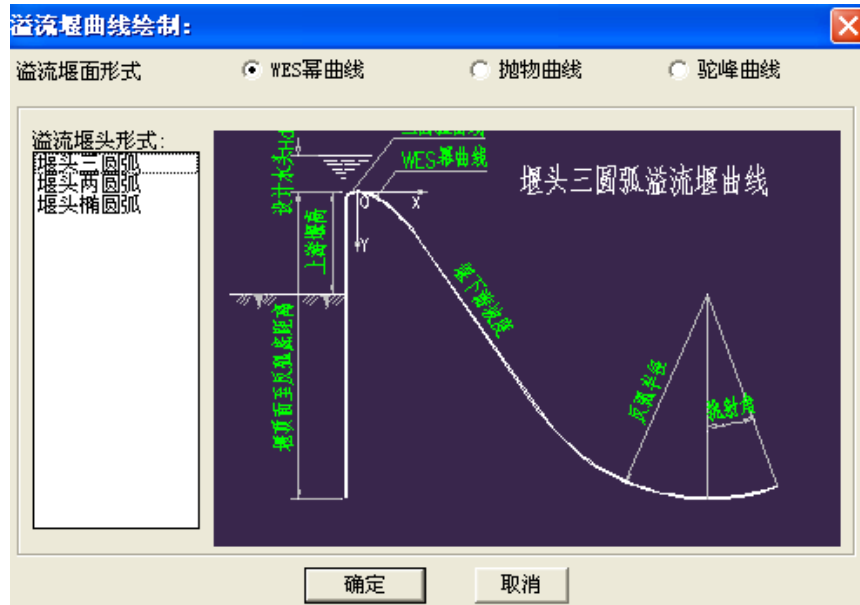 溢流堰曲线绘制:
溢流堰面形式 WES幂曲线 抛物曲线 驼峰曲线
溢流堰头形式:
堰头三圆弧
堰头两圆弧
堰头椭圆弧
设计水头Hd
WES幂曲线
堰头三圆弧溢流堰曲线
O
X
Y
上游堰高
堰下游坡度
堰顶面至反弧底距离
反弧半径
挑射角
确定 取消